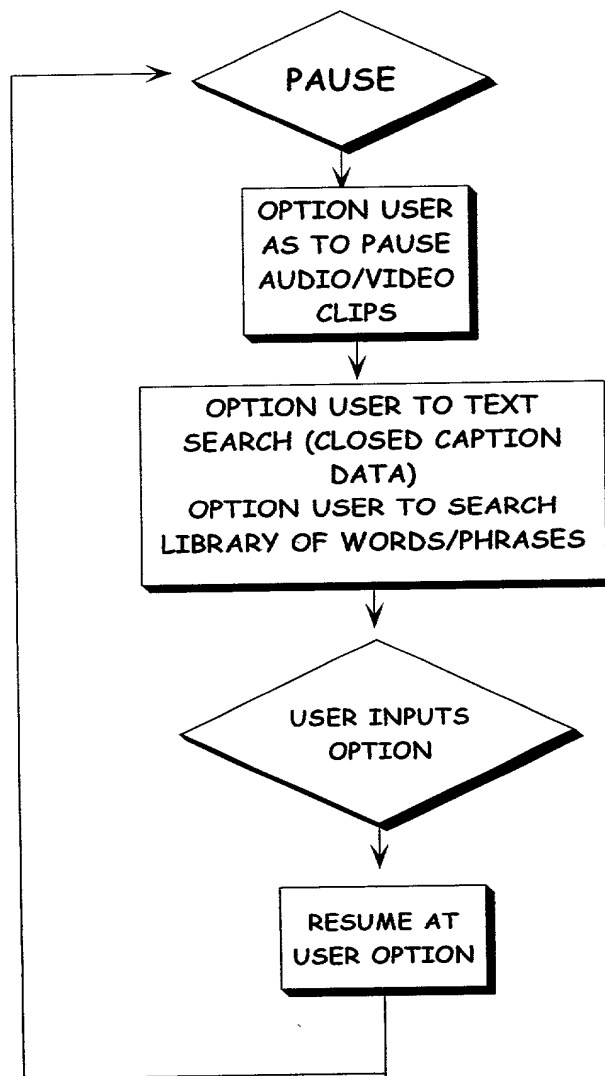 PAUSE
OPTION USER
AS TO PAUSE
AUDIO/VIDEO
CLIPS
OPTION USER TO TEXT
SEARCH (CLOSED CAPTION
DATA)
OPTION USER TO SEARCH
LIBRARY OF WORDS/PHRASES
USER INPUTS
OPTION
RESUME AT
USER OPTION